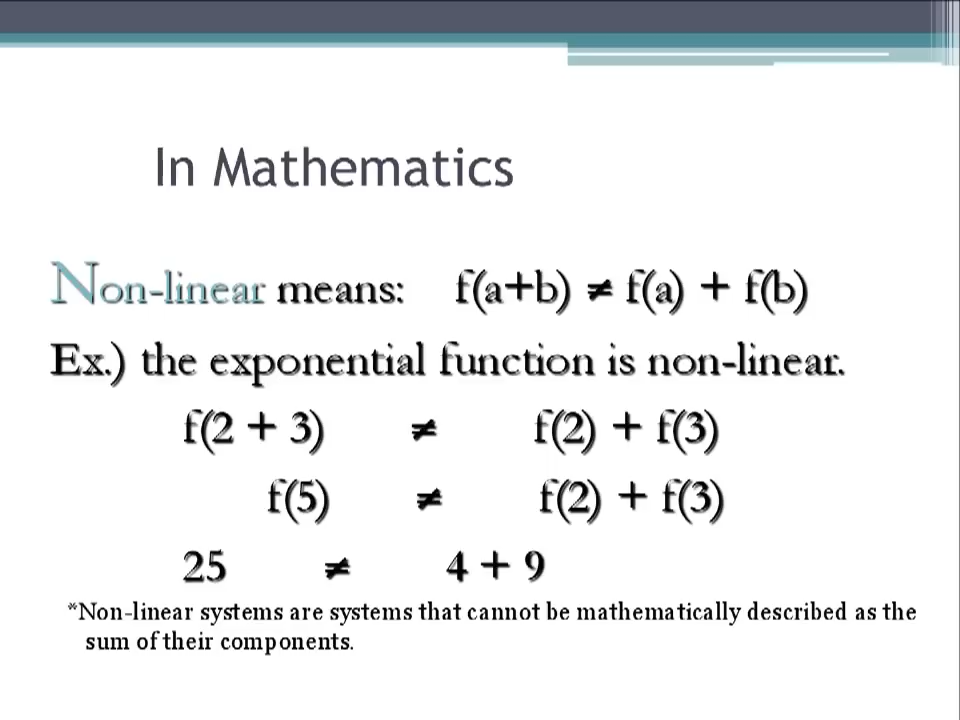 In Mathematics
Non-linear means: f(a+b) ≠ f(a) + f(b)
Ex.) the exponential function is non-linear.
f(2 + 3) ≠ f(2) + f(3)
f(5) ≠ f(2) + f(3)
25 ≠ 4 + 9
*Non-linear systems are systems that cannot be mathematically described as the
sum of their components.